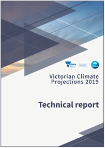 Victorian Climate
Projections 2019
Technical report